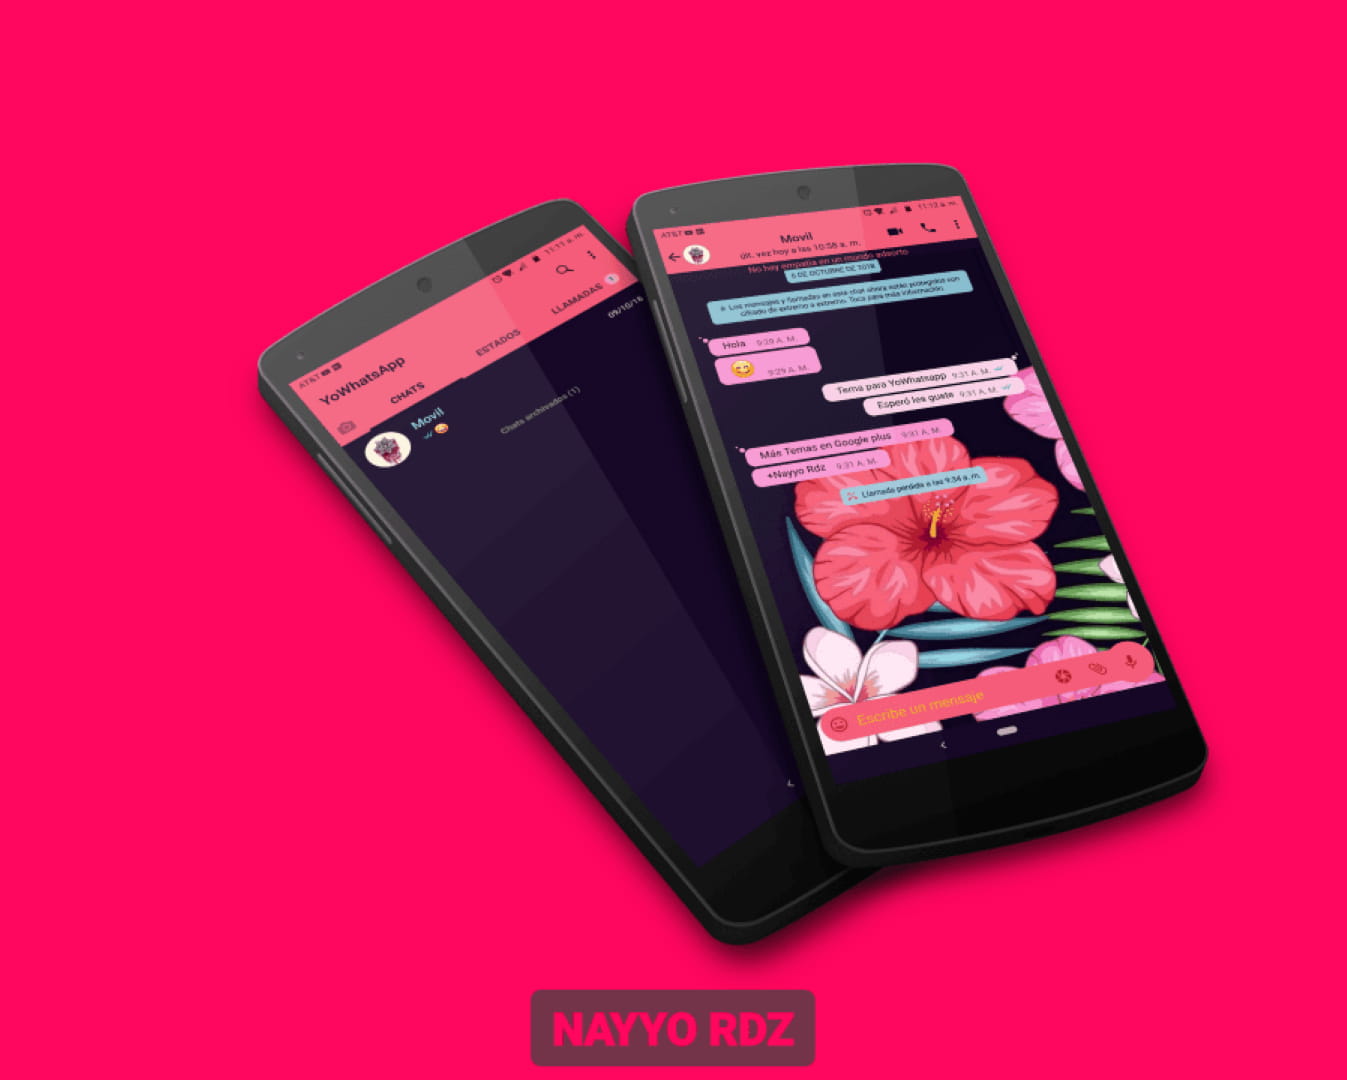 AT&T
11:11 a. m.
YoWhatsApp
CHATS
ESTADOS
LLAMADAS 1
Movil
09/10/18
Chats archivados (1)
AT&T
11:12 a. m.
Movil
últ. vez hoy a las 10:58 a. m.
No hay empatía en un mundo adsorto
5 DE OCTUBRE DE 2018
Los mensajes y llamadas en este chat ahora están protegidos con
cifrado de extremo a extremo. Toca para más información.
Hola 9:29 A. M.
9:29 A. M.
Tema para YoWhatsapp 9:31 A. M.
Esperó les guste 9:31 A. M.
Más Temas en Google plus 9:31 A. M.
+Nayyo Rdz 9:31 A. M.
Llamada perdida a las 9:34 a. m.
Escribe un mensaje
NAYYO RDZ